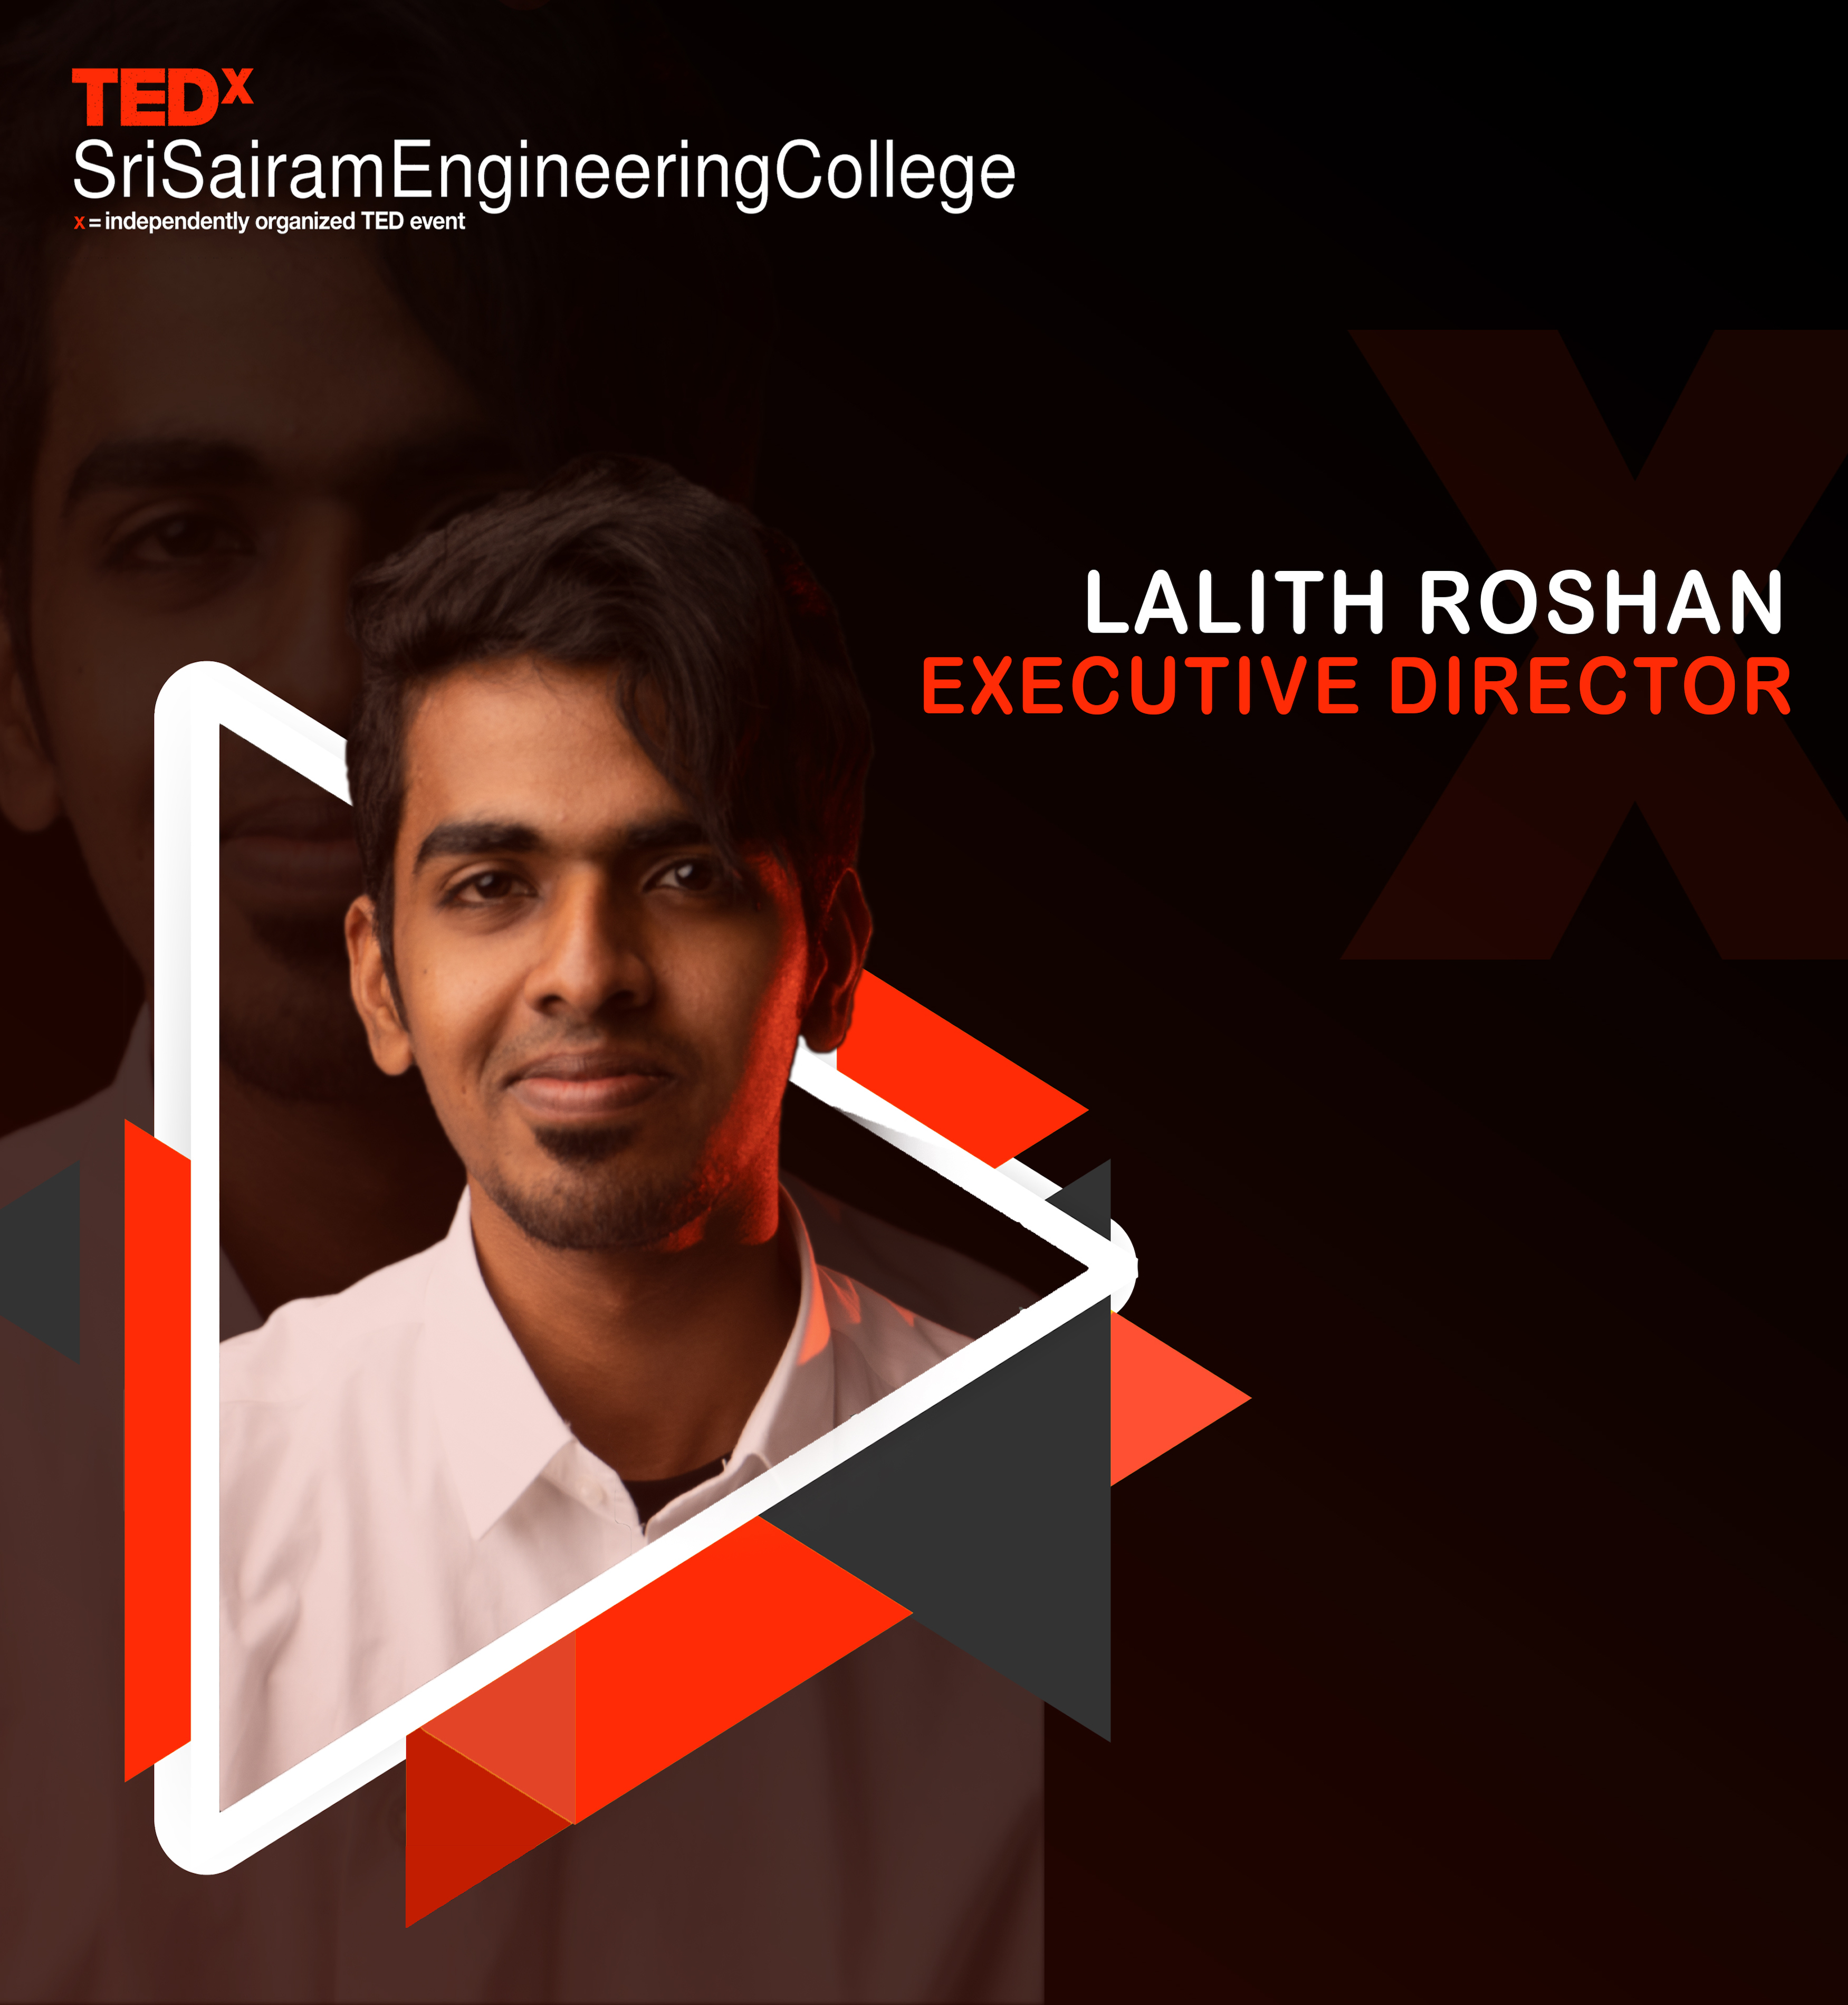 TEDx
SriSairamEngineeringCollege
x = independently organized TED event
LALITH ROSHAN
EXECUTIVE DIRECTOR